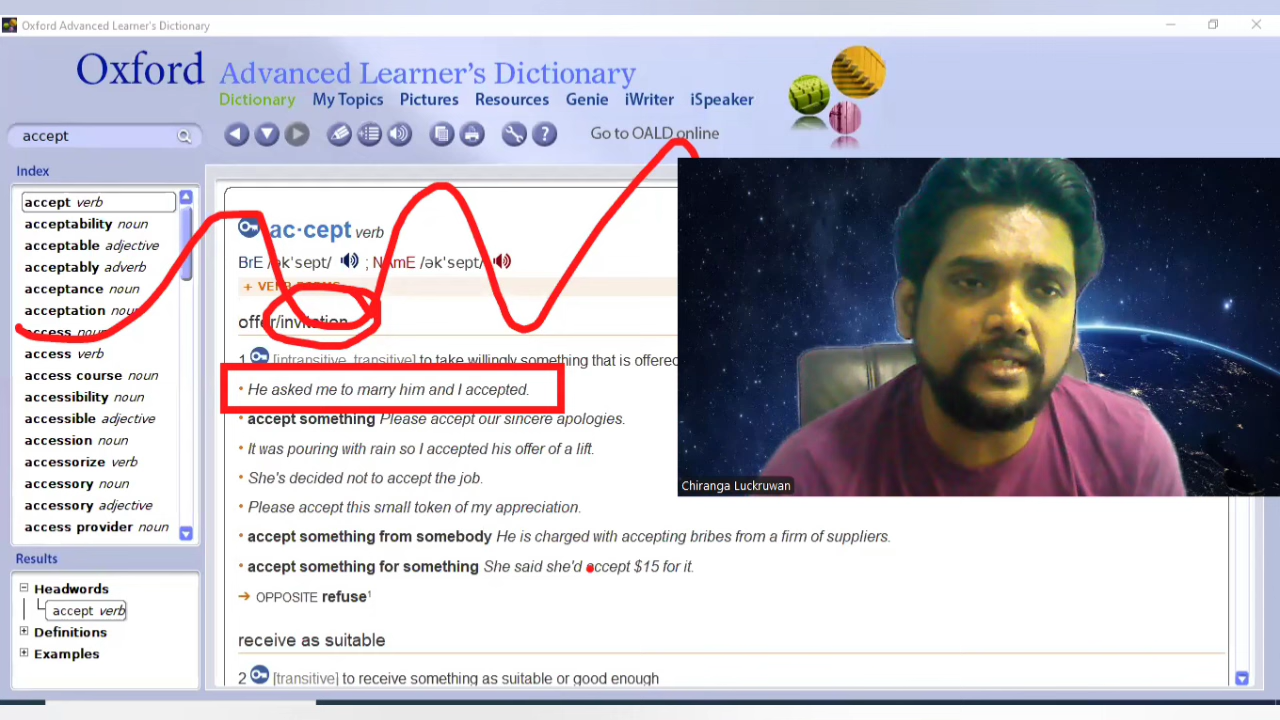 Oxford Advanced Learner's Dictionary
Oxford Advanced Learner's Dictionary
Dictionary My Topics Pictures Resources Genie iWriter iSpeaker
accept
Go to OALD online
Index
accept verb
acceptability noun
acceptable adjective
acceptably adverb
acceptance noun
acceptation noun
access noun
access verb
access course noun
accessibility noun
accessible adjective
accession noun
accessorize verb
accessory noun
accessory adjective
access provider noun
Results
Headwords
accept verb
Definitions
Examples
ac·cept verb
BrE /əkˈsept/ ; NAmE /əkˈsept/
+ VERB FORMS
offer/invitation
1 [intransitive, transitive] to take willingly something that is offered
• He asked me to marry him and I accepted.
• accept something Please accept our sincere apologies.
• It was pouring with rain so I accepted his offer of a lift.
• She's decided not to accept the job.
• Please accept this small token of my appreciation.
• accept something from somebody He is charged with accepting bribes from a firm of suppliers.
• accept something for something She said she'd accept $15 for it.
→ OPPOSITE refuse¹
receive as suitable
2 [transitive] to receive something as suitable or good enough
Chiranga Luckruwan